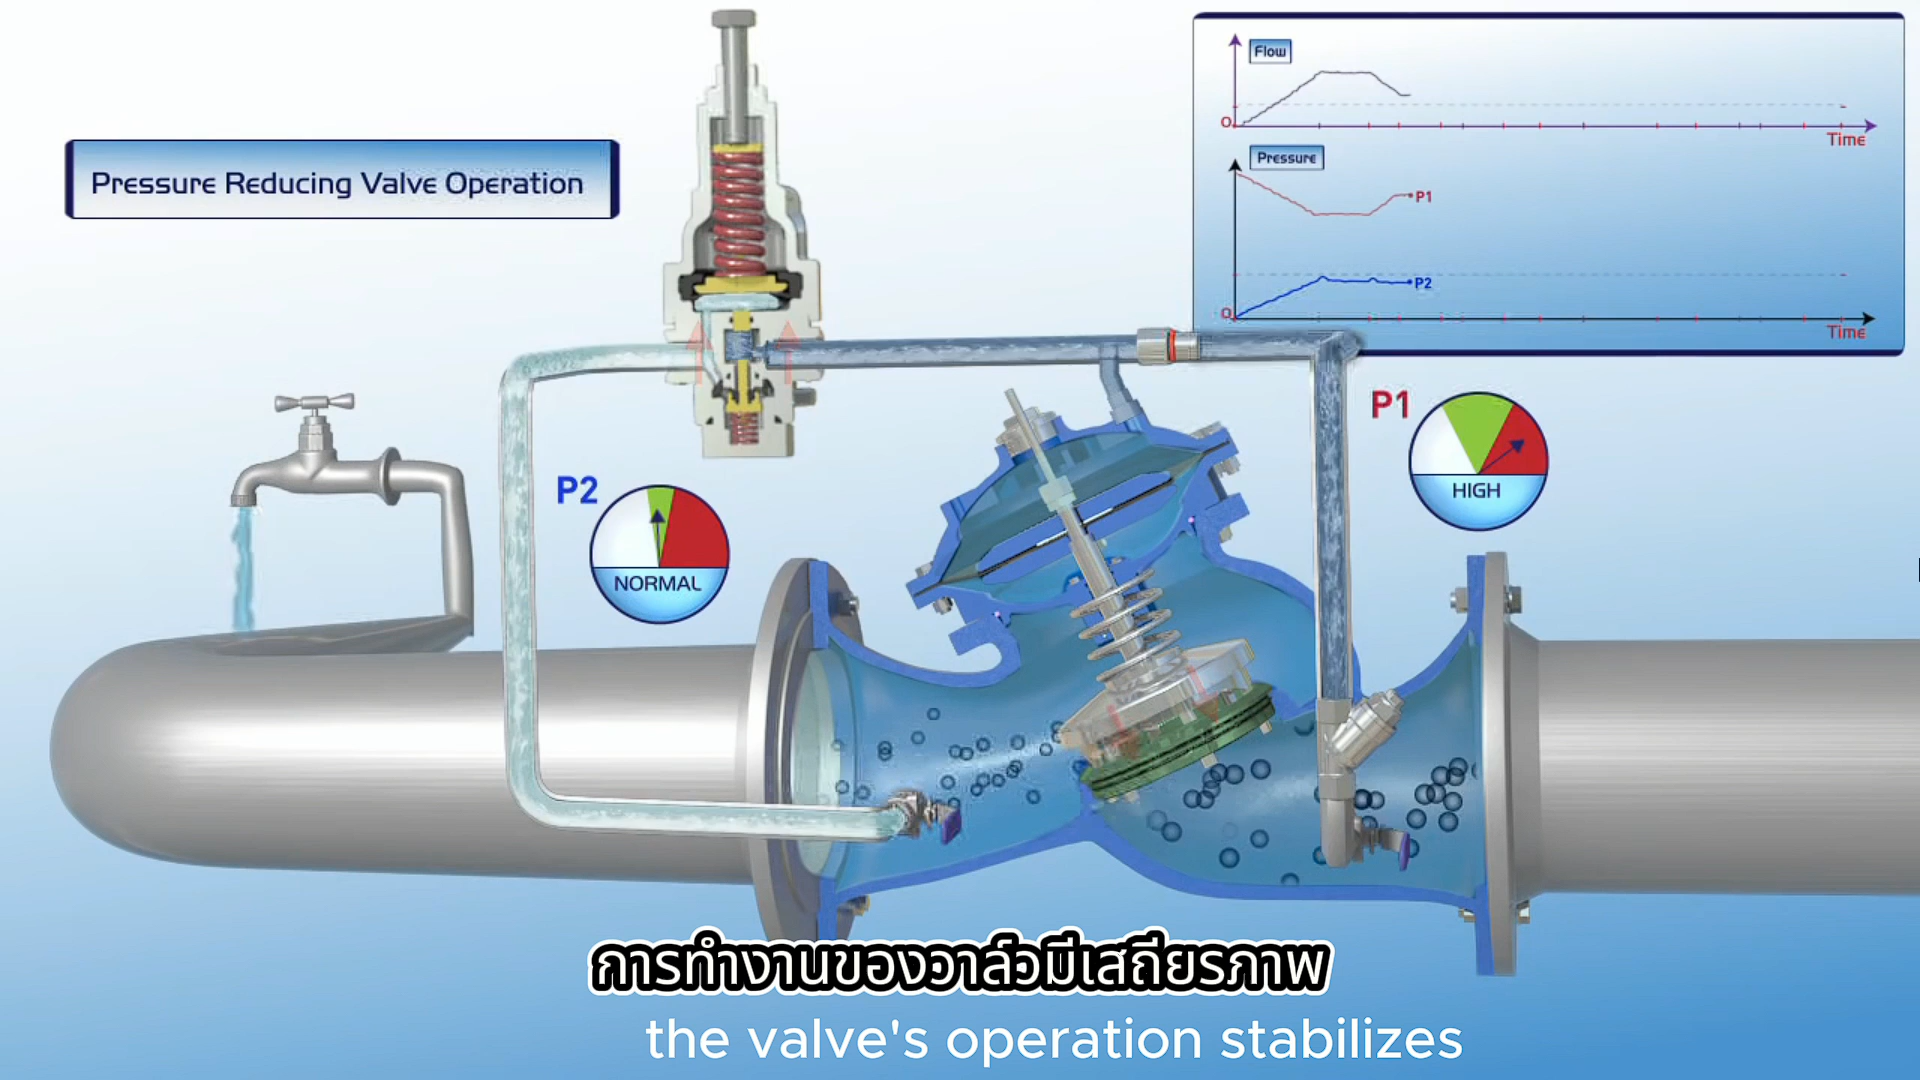 Pressure Reducing Valve Operation
Flow
O
Time
Pressure
P1
P2
O
Time
P1
HIGH
P2
NORMAL
การทำงานของวาล์วมีเสถียรภาพ
the valve's operation stabilizes